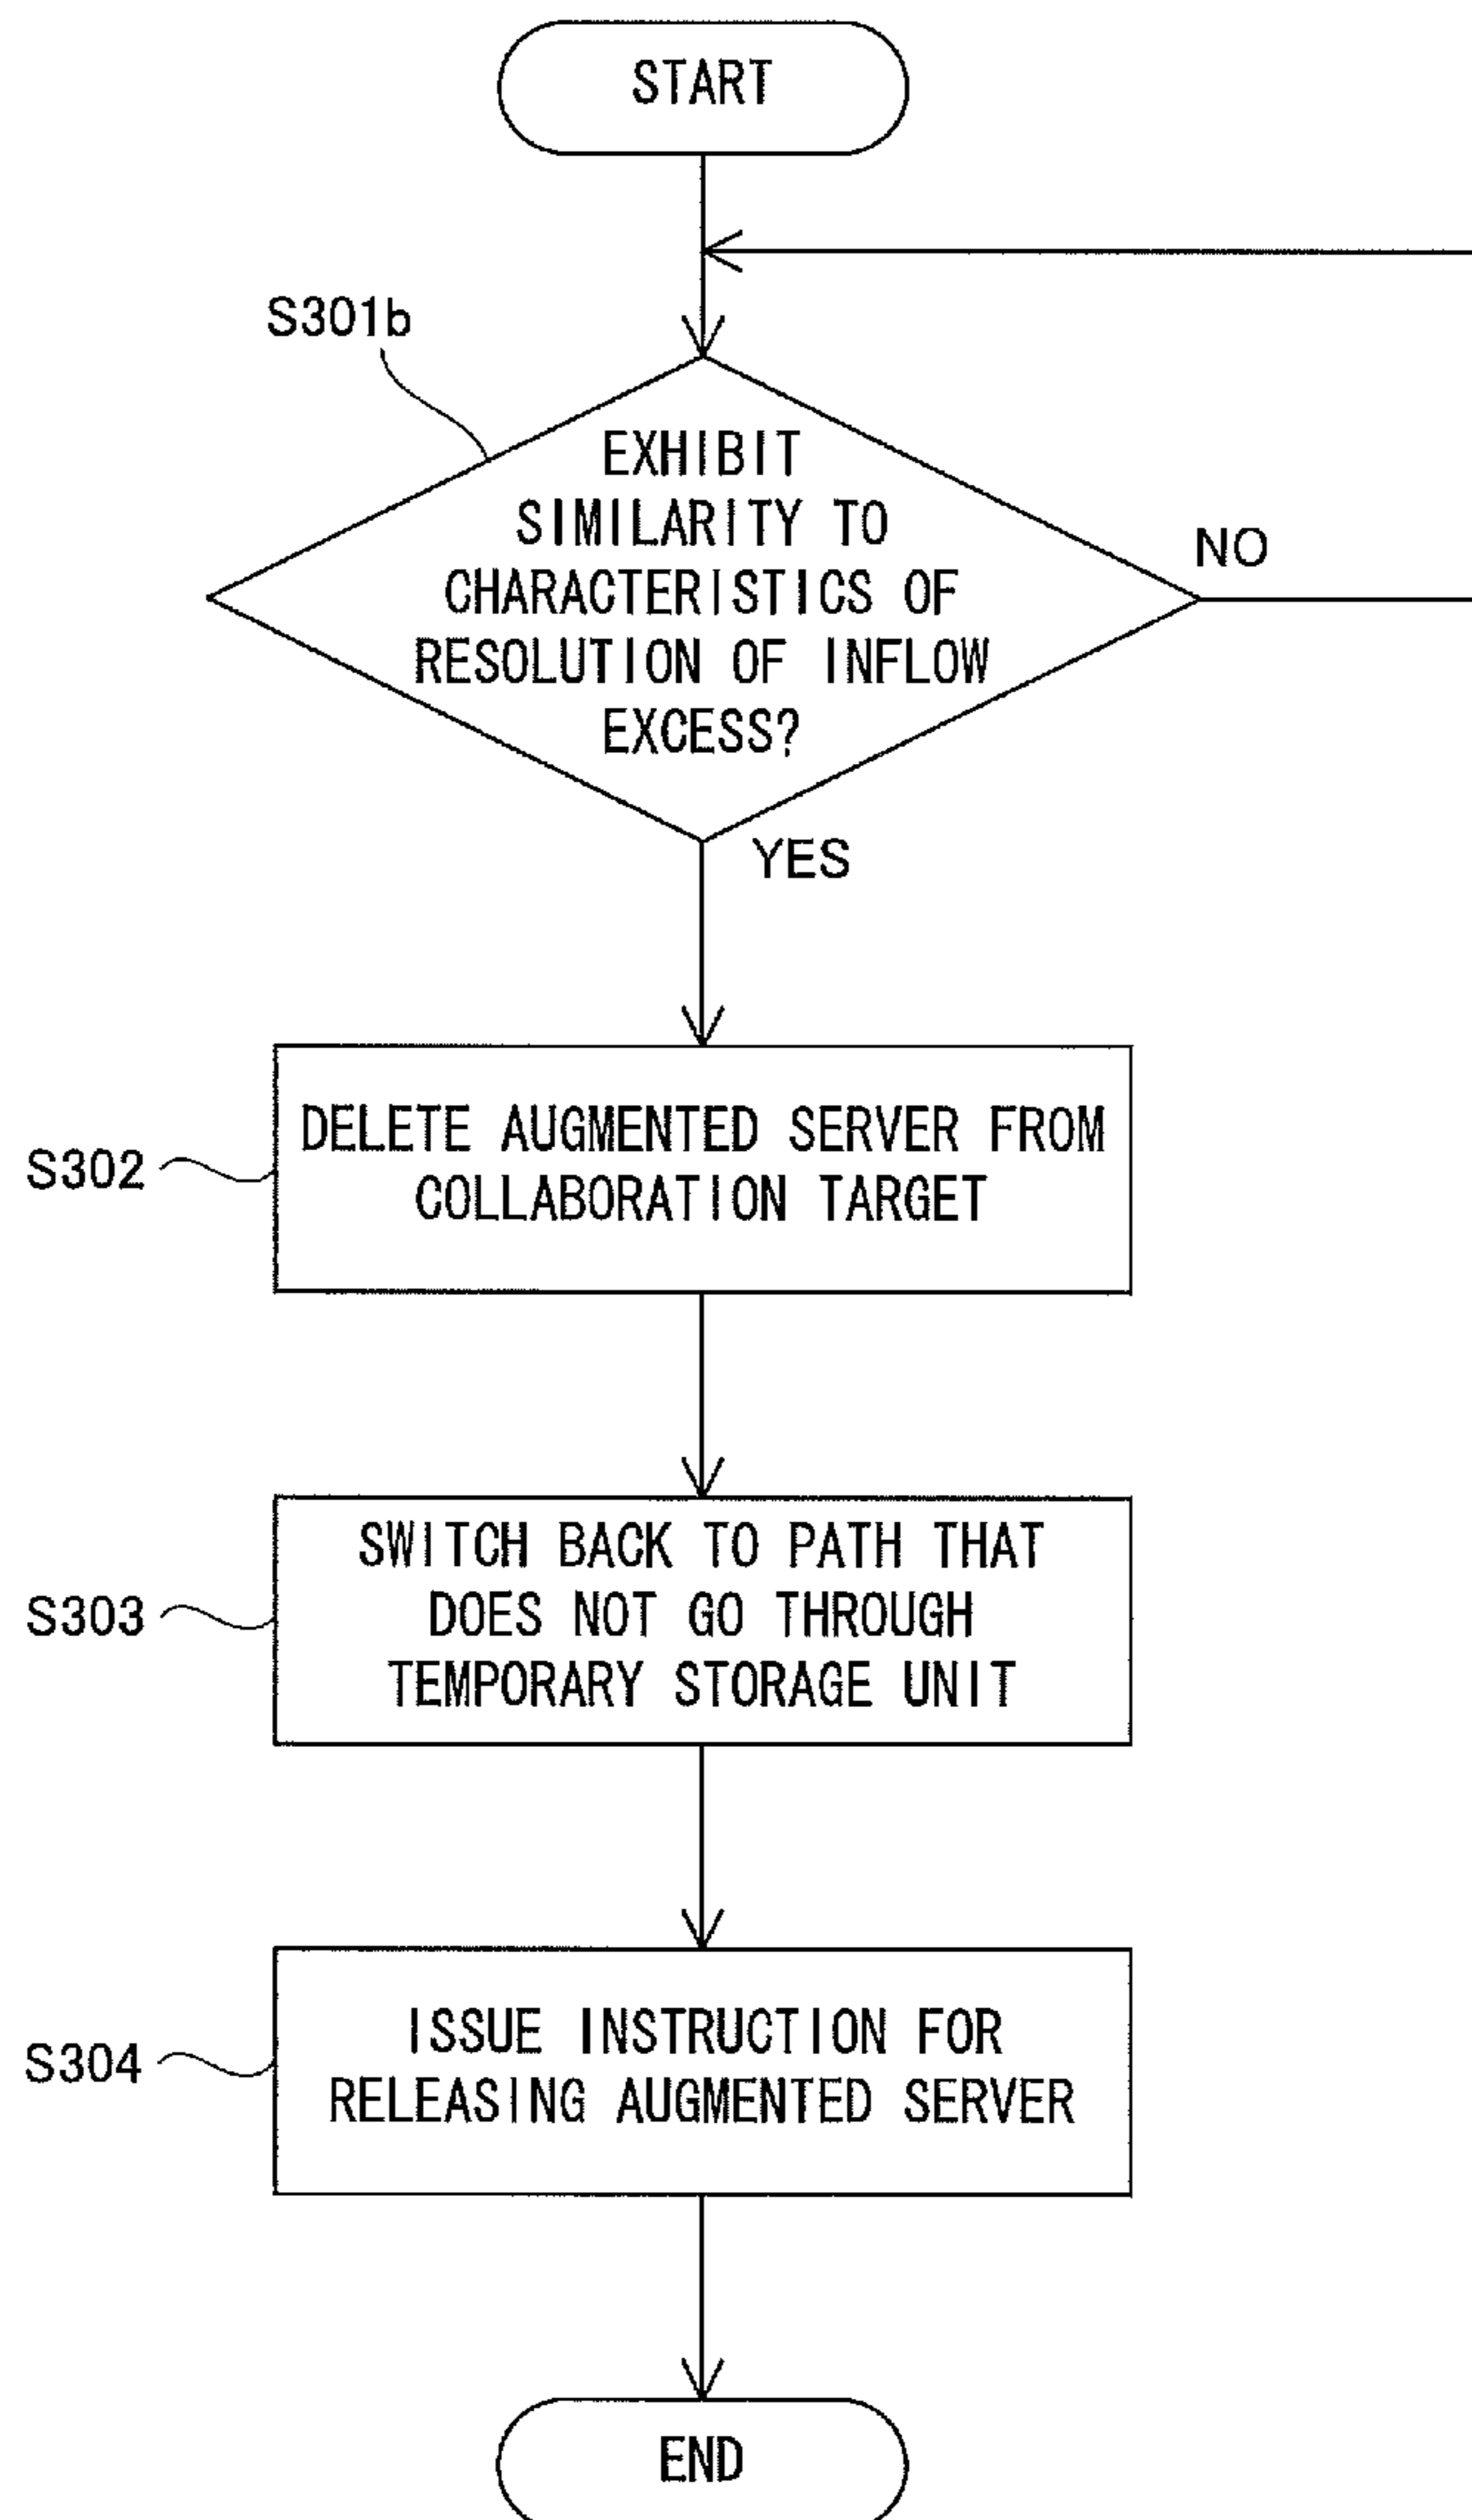 START
S301b
EXHIBIT
SIMILARITY TO
CHARACTERISTICS OF
RESOLUTION OF INFLOW
EXCESS?
NO
YES
S302
DELETE AUGMENTED SERVER FROM
COLLABORATION TARGET
S303
SWITCH BACK TO PATH THAT
DOES NOT GO THROUGH
TEMPORARY STORAGE UNIT
S304
ISSUE INSTRUCTION FOR
RELEASING AUGMENTED SERVER
END